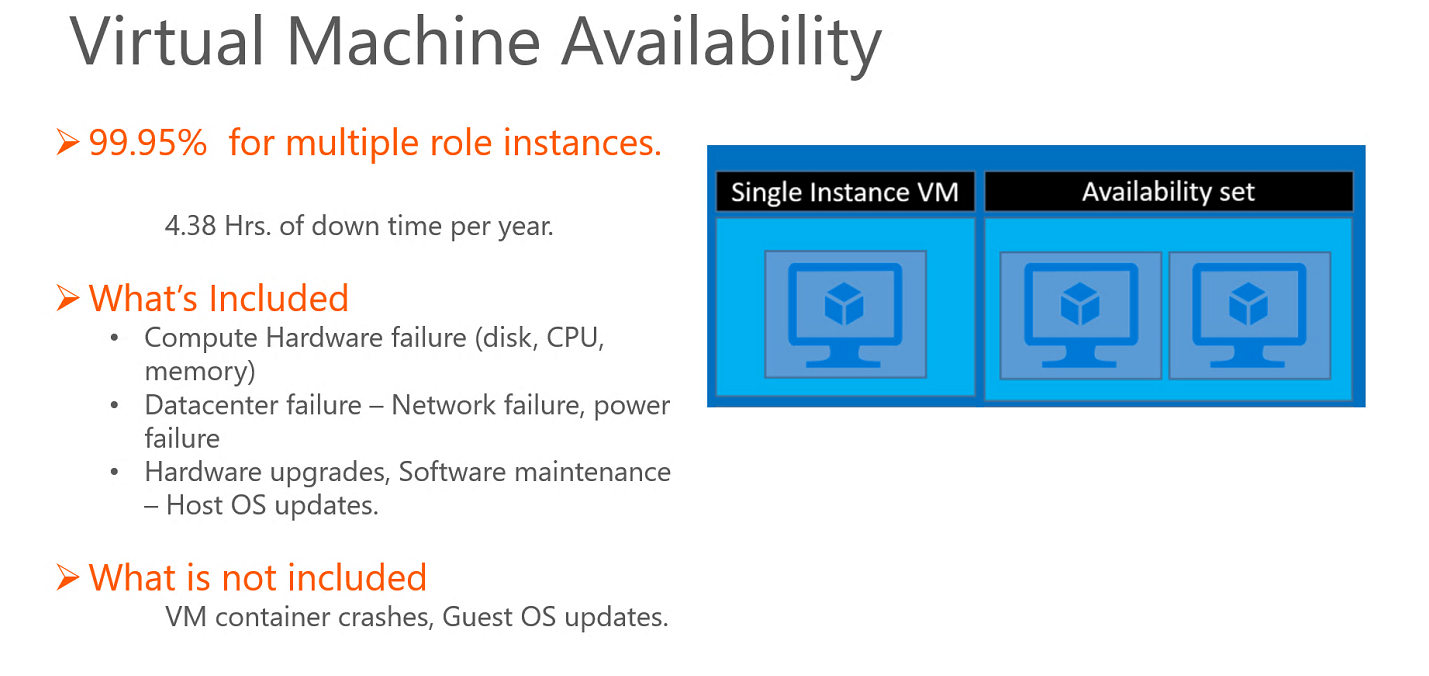 Virtual Machine Availability
➢ 99.95%  for multiple role instances.
4.38 Hrs. of down time per year.
➢ What’s Included
• Compute Hardware failure (disk, CPU,
memory)
• Datacenter failure – Network failure, power
failure
• Hardware upgrades, Software maintenance
– Host OS updates.
➢ What is not included
VM container crashes, Guest OS updates.
Single Instance VM
Availability set